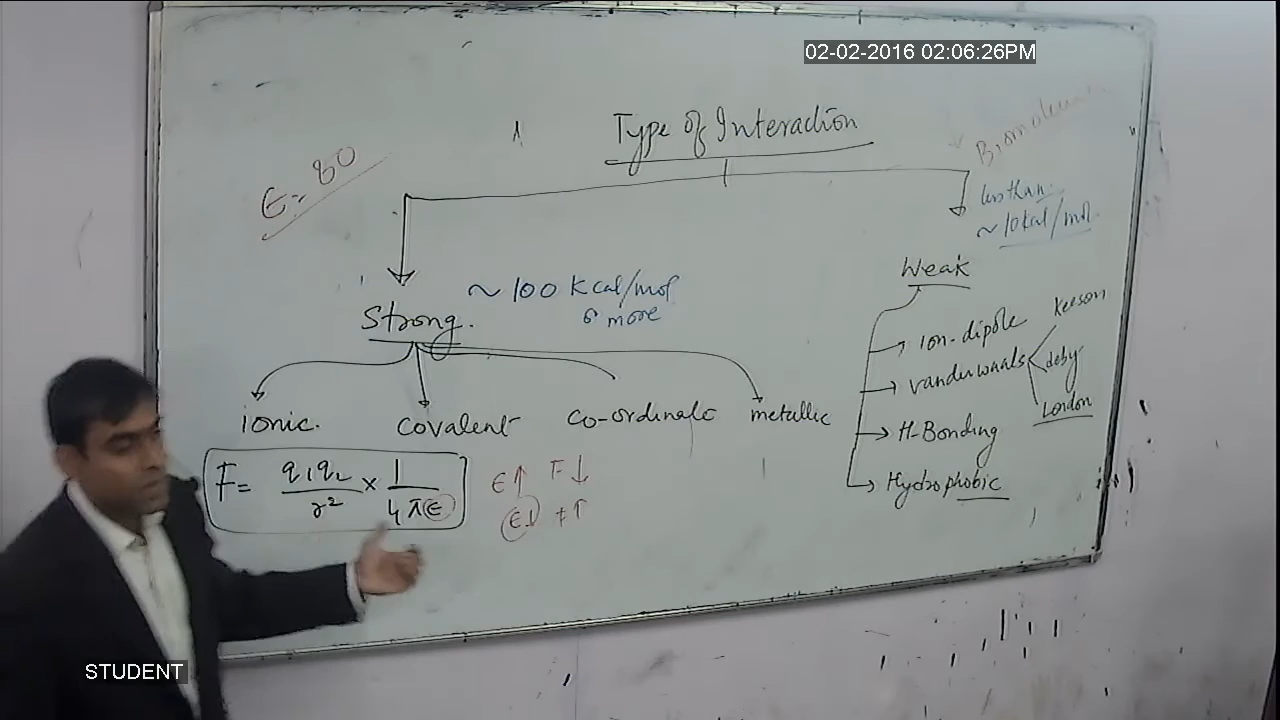 02-02-2016 02:06:26PM
Type of Interaction
ε = 80
less than
~ 10 kcal/mol
Weak
~ 100 Kcal/mol
or more
Strong.
ionic.
covalent
co-ordinate
metallic
ion-dipole
vanderwaals
Keesom
deby
London
H-Bonding
Hydrophobic
F = q₁q₂/r² × 1/4πε
ε↑ F↓
ε↓ F↑
STUDENT